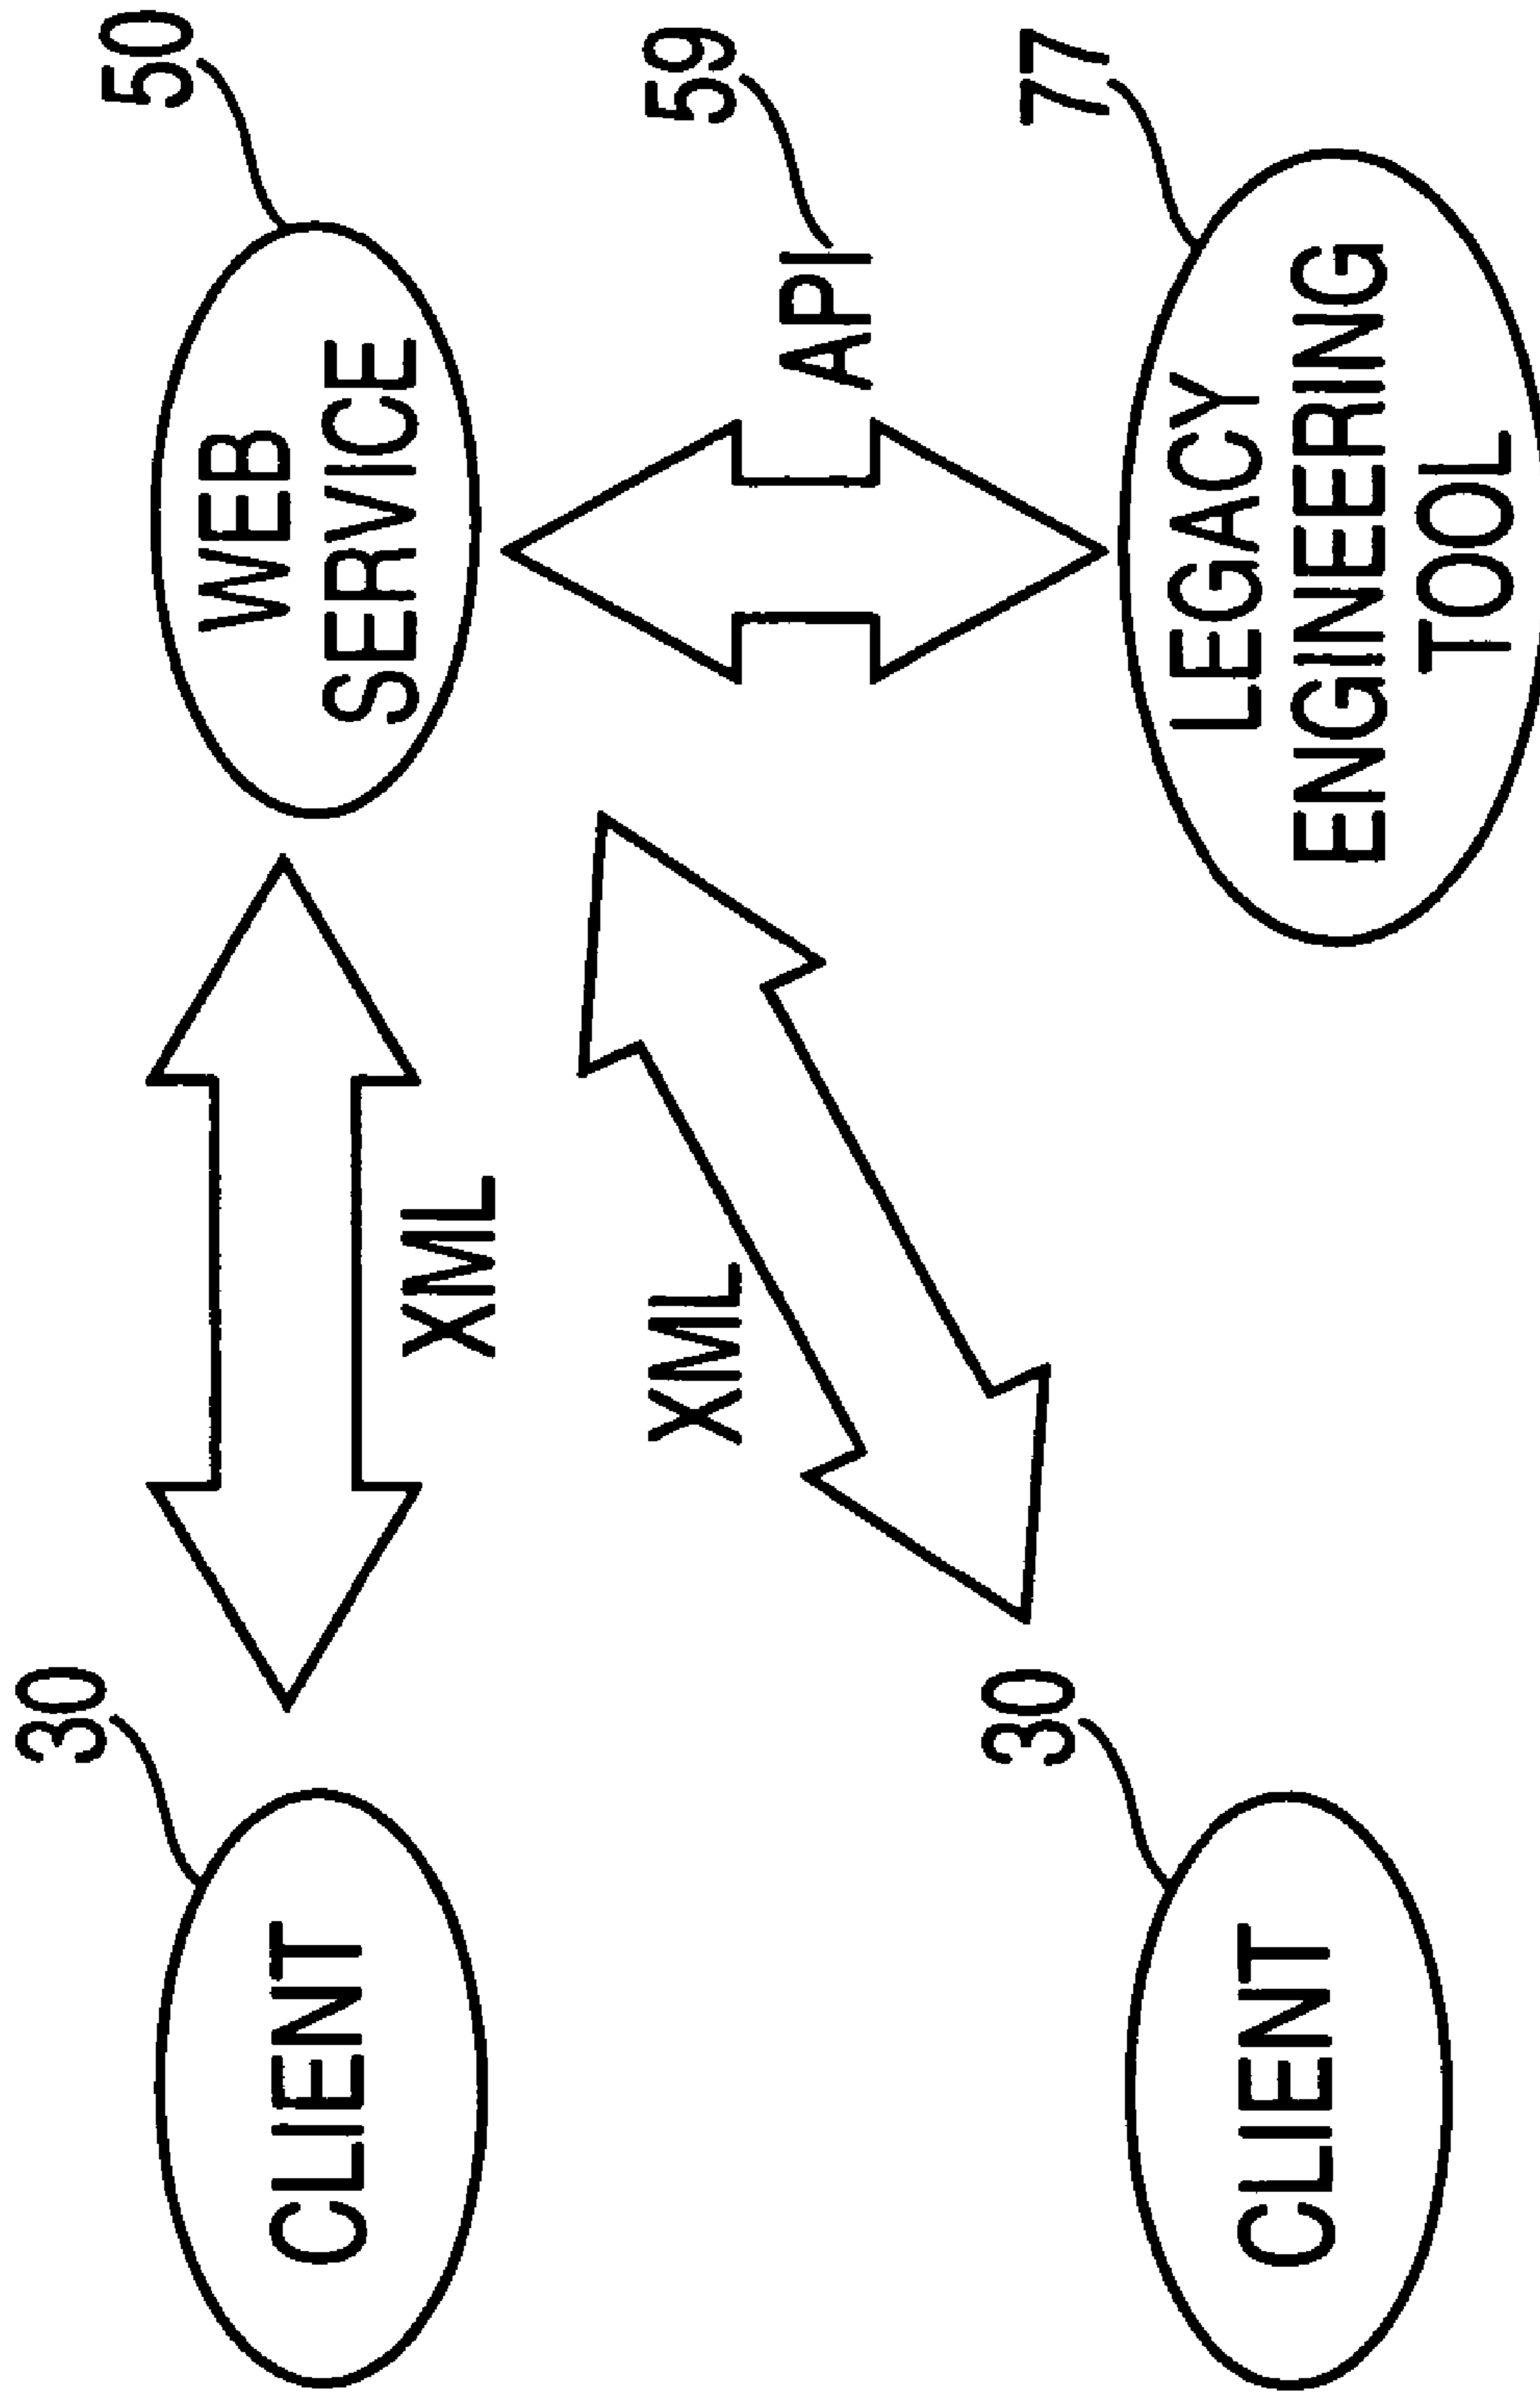 30
50
CLIENT
WEB
SERVICE
XML
XML
59
API
30
77
CLIENT
LEGACY
ENGINEERING
TOOL